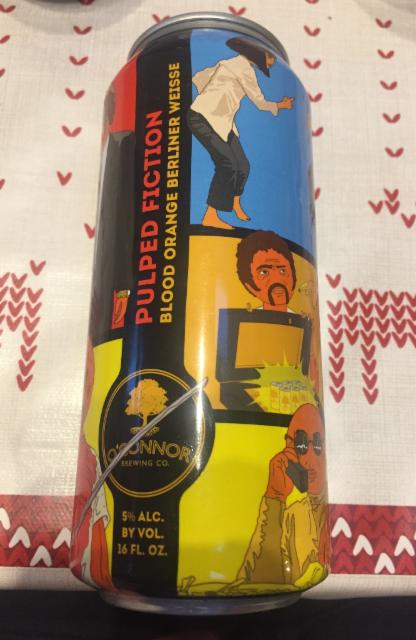 PULPED FICTION
BLOOD ORANGE BERLINER WEISSE
O'CONNOR
BREWING CO.
5% ALC.
BY VOL.
16 FL. OZ.